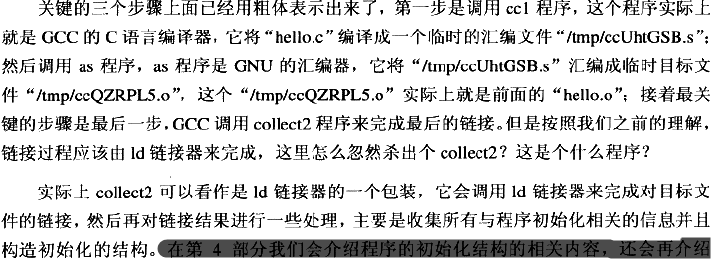 关键的三个步骤上面已经用粗体表示出来了，第一步是调用 cc1 程序，这个程序实际上
就是 GCC 的 C 语言编译器，它将“hello.c”编译成一个临时的汇编文件“/tmp/ccUhtGSB.s”；
然后调用 as 程序，as 程序是 GNU 的汇编器，它将“/tmp/ccUhtGSB.s”汇编成临时目标文
件“/tmp/ccQZRPL5.o”，这个“/tmp/ccQZRPL5.o”实际上就是前面的“hello.o”；接着最关
键的步骤是最后一步，GCC 调用 collect2 程序来完成最后的链接。但是按照我们之前的理解，
链接过程应该由 ld 链接器来完成，这里怎么忽然杀出个 collect2？这是个什么程序？
实际上 collect2 可以看作是 ld 链接器的一个包装，它会调用 ld 链接器来完成对目标文
件的链接，然后再对链接结果进行一些处理，主要是收集所有与程序初始化相关的信息并且
构造初始化的结构。在第 4 部分我们会介绍程序的初始化结构的相关内容，还会再介绍